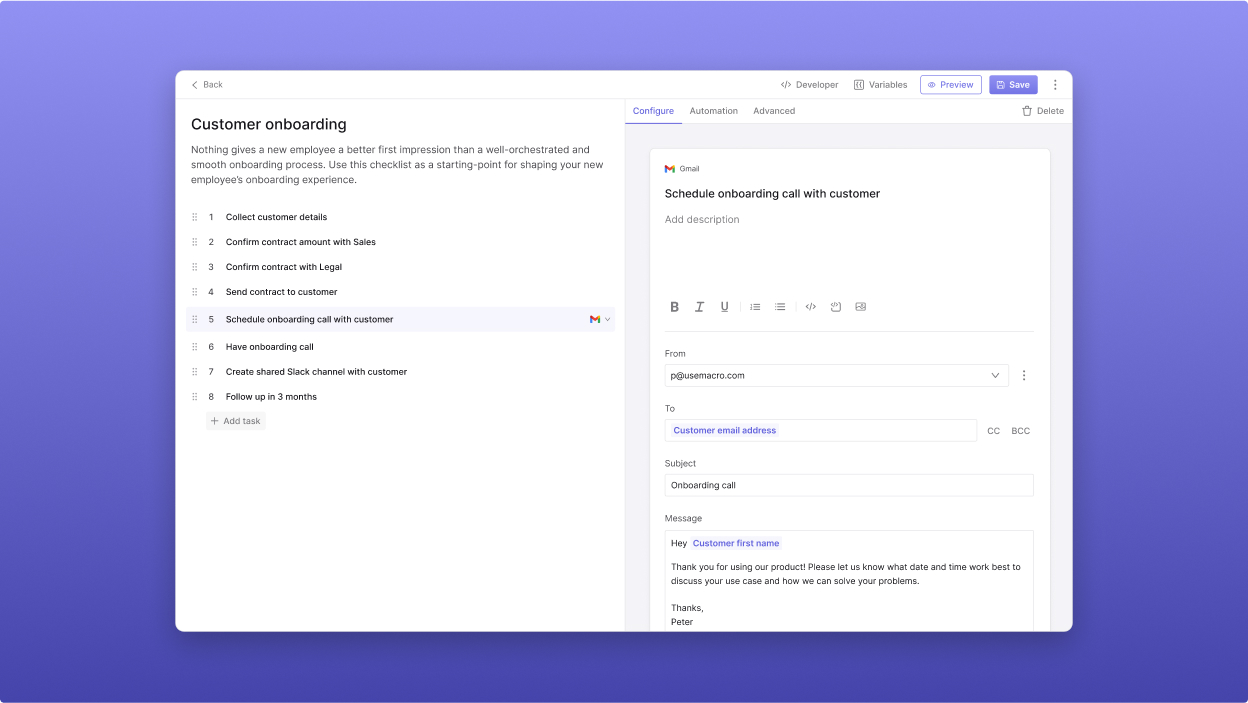 Back
Developer
Variables
Preview
Save
Customer onboarding
Nothing gives a new employee a better first impression than a well-orchestrated and
smooth onboarding process. Use this checklist as a starting-point for shaping your new
employee's onboarding experience.
1 Collect customer details
2 Confirm contract amount with Sales
3 Confirm contract with Legal
4 Send contract to customer
5 Schedule onboarding call with customer
6 Have onboarding call
7 Create shared Slack channel with customer
8 Follow up in 3 months
Add task
Configure
Automation
Advanced
Delete
Gmail
Schedule onboarding call with customer
Add description
B I U
From
p@usemacro.com
To
Customer email address
CC
BCC
Subject
Onboarding call
Message
Hey Customer first name
Thank you for using our product! Please let us know what date and time work best to
discuss your use case and how we can solve your problems.
Thanks,
Peter